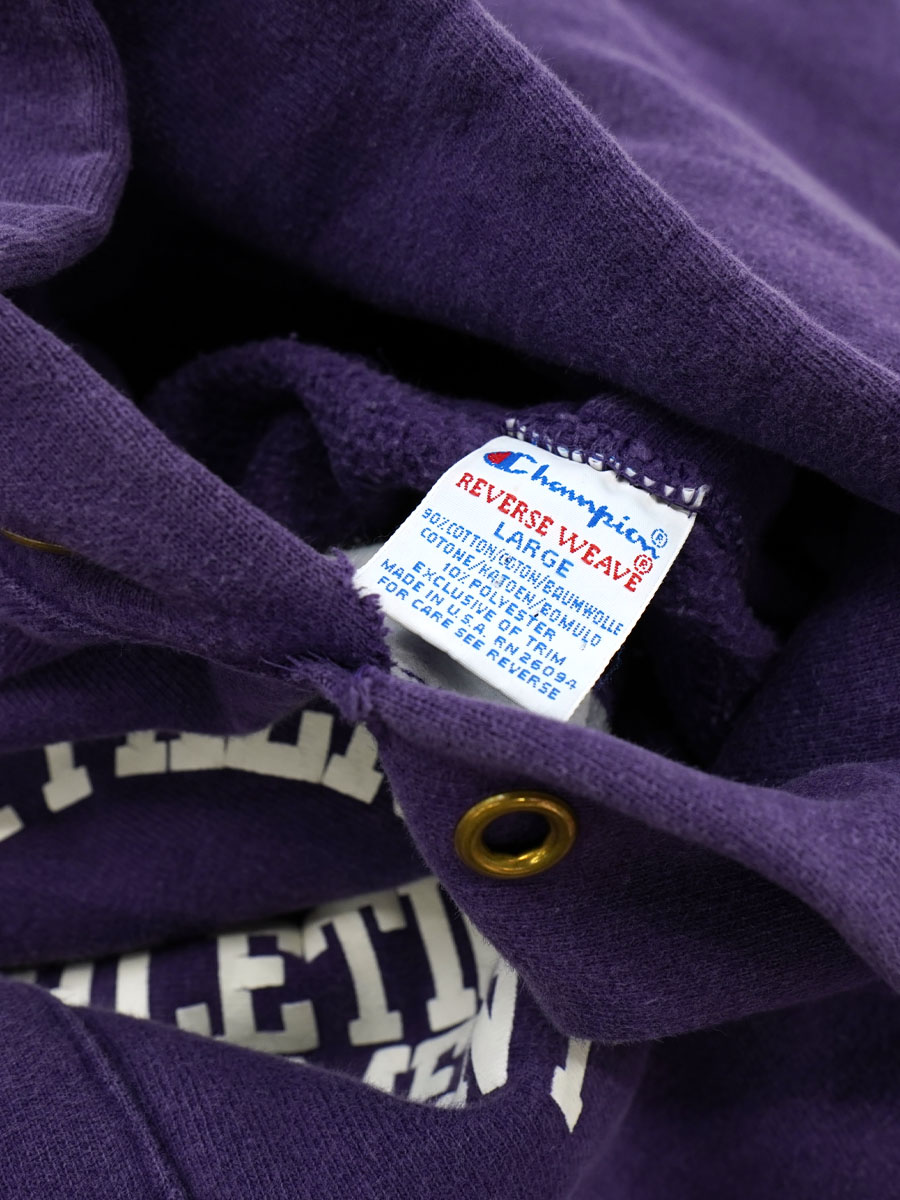 Champion®
REVERSE WEAVE®
LARGE
90% COTTON/COTON/BAUMWOLLE
COTONE/KATOEN/BOMULD
10% POLYESTER
EXCLUSIVE OF TRIM
MADE IN U.S.A. RN 26094
FOR CARE SEE REVERSE